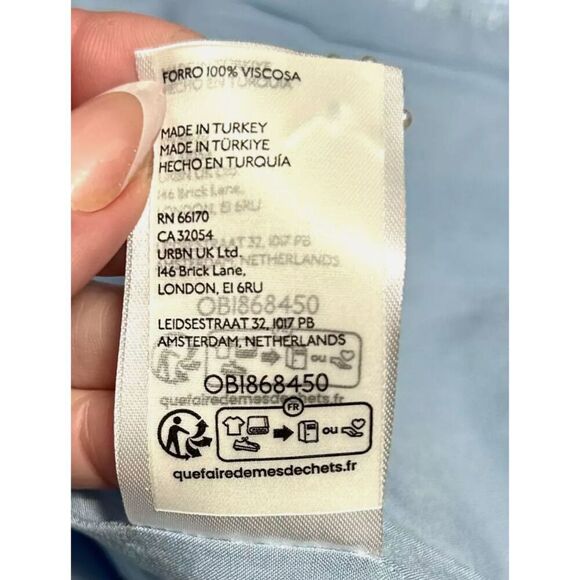 FORRO 100% VISCOSA
MADE IN TURKEY
MADE IN TÜRKIYE
HECHO EN TURQUÍA
RN 66170
CA 32054
URBN UK Ltd
146 Brick Lane,
LONDON, E1 6RU
LEIDSESTRAAT 32, 1017 PB
AMSTERDAM, NETHERLANDS
OB1868450
FR
ou
quefairedemesdechets.fr